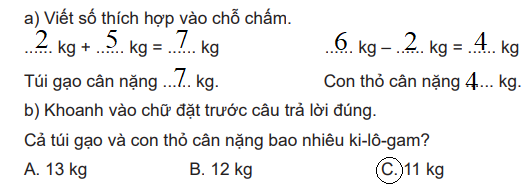 a) Viết số thích hợp vào chỗ chấm.
..2... kg + ..5... kg = ..7... kg ..6... kg – ..2... kg = ..4... kg
Túi gạo cân nặng ...7.. kg. Con thỏ cân nặng 4... kg.
b) Khoanh vào chữ đặt trước câu trả lời đúng.
Cả túi gạo và con thỏ cân nặng bao nhiêu ki-lô-gam?
A. 13 kg B. 12 kg C. 11 kg